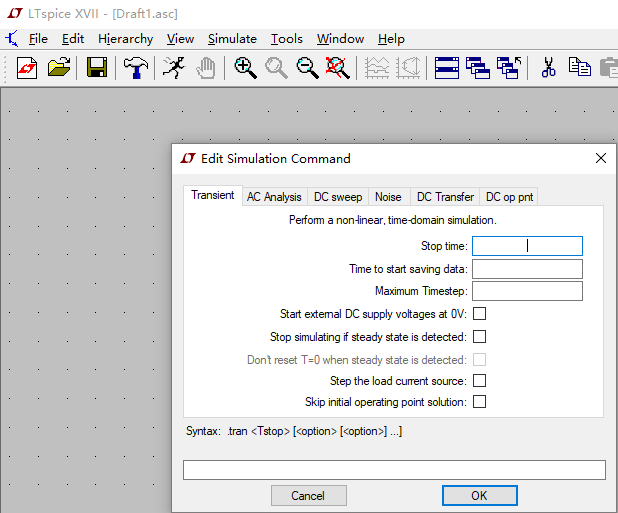 LTspice XVII - [Draft1.asc]
File Edit Hierarchy View Simulate Tools Window Help
Edit Simulation Command
Transient AC Analysis DC sweep Noise DC Transfer DC op pnt
Perform a non-linear, time-domain simulation.
Stop time:
Time to start saving data:
Maximum Timestep:
Start external DC supply voltages at 0V:
Stop simulating if steady state is detected:
Don't reset T=0 when steady state is detected:
Step the load current source:
Skip initial operating point solution:
Syntax: .tran <Tstop> [<option> [<option>] ...]
Cancel OK